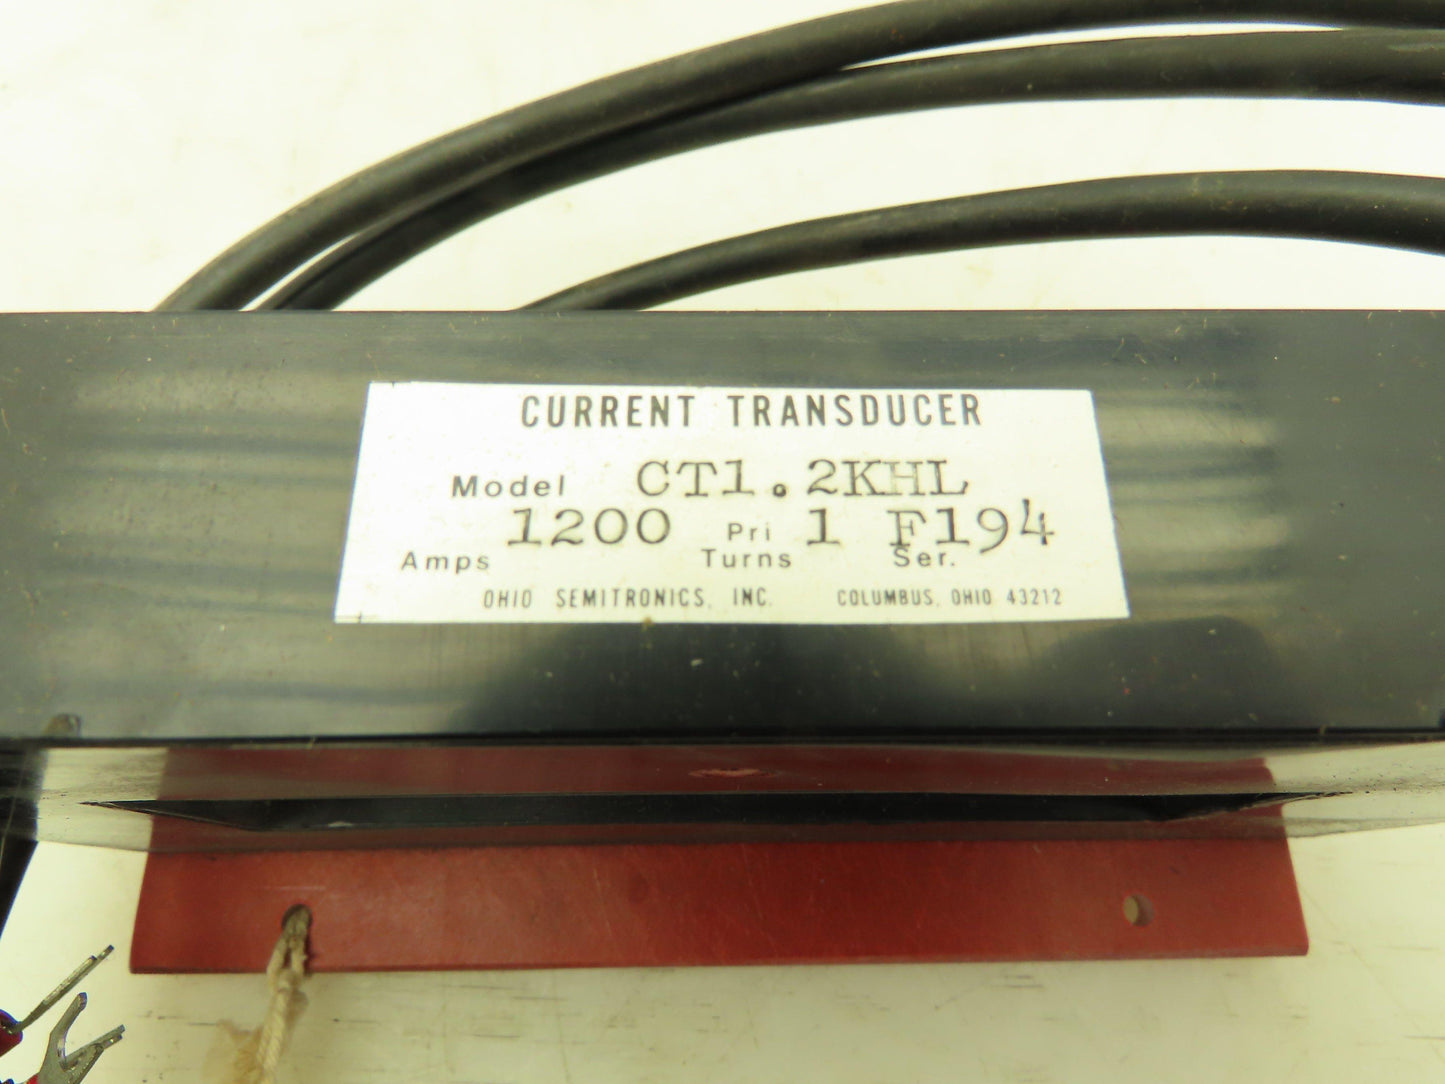 CURRENT TRANSDUCER
Model CT1.2KHL
Amps 1200 Pri Turns 1 Ser. F194
OHIO SEMITRONICS, INC. COLUMBUS, OHIO 43212